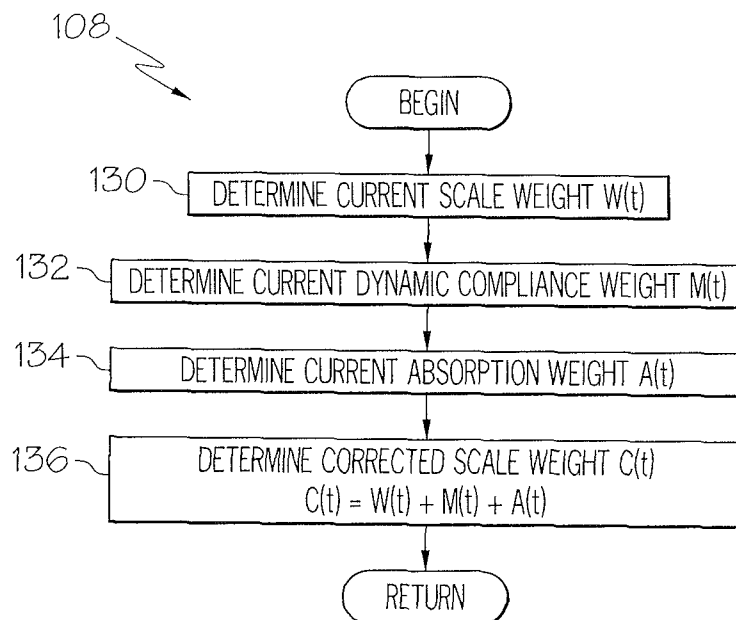 108
BEGIN
130
DETERMINE CURRENT SCALE WEIGHT W(t)
132
DETERMINE CURRENT DYNAMIC COMPLIANCE WEIGHT M(t)
134
DETERMINE CURRENT ABSORPTION WEIGHT A(t)
136
DETERMINE CORRECTED SCALE WEIGHT C(t)
C(t) = W(t) + M(t) + A(t)
RETURN